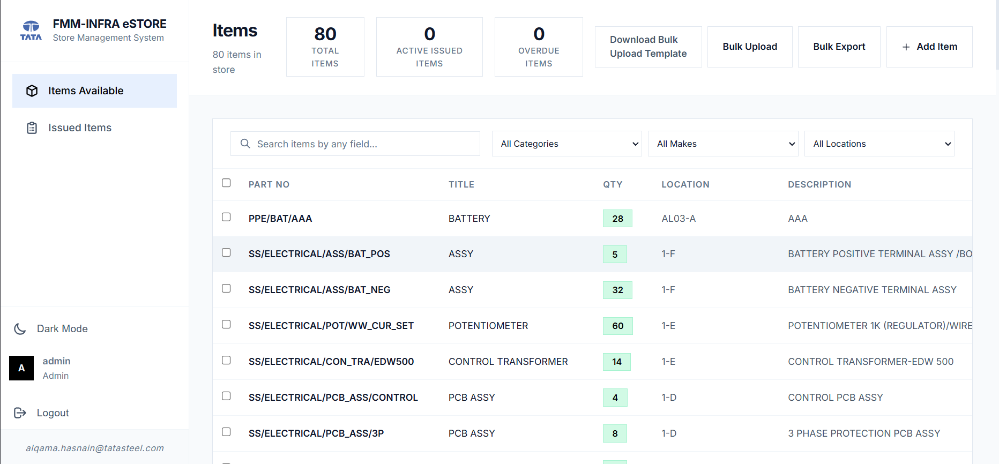 TATA
FMM-INFRA eSTORE
Store Management System
Items Available
Issued Items
Dark Mode
A
admin
Admin
Logout
alqama.hasnain@tatasteel.com
Items
80 items in
store
80
TOTAL
ITEMS
0
ACTIVE ISSUED
ITEMS
0
OVERDUE
ITEMS
Download Bulk
Upload Template
Bulk Upload
Bulk Export
+ Add Item
Search items by any field...
All Categories
All Makes
All Locations
PART NO TITLE QTY LOCATION DESCRIPTION
PPE/BAT/AAA BATTERY 28 AL03-A AAA
SS/ELECTRICAL/ASS/BAT_POS ASSY 5 1-F BATTERY POSITIVE TERMINAL ASSY /BO
SS/ELECTRICAL/ASS/BAT_NEG ASSY 32 1-F BATTERY NEGATIVE TERMINAL ASSY
SS/ELECTRICAL/POT/WW_CUR_SET POTENTIOMETER 60 1-E POTENTIOMETER 1K (REGULATOR)/WIRE
SS/ELECTRICAL/CON_TRA/EDW500 CONTROL TRANSFORMER 14 1-E CONTROL TRANSFORMER-EDW 500
SS/ELECTRICAL/PCB_ASS/CONTROL PCB ASSY 4 1-D CONTROL PCB ASSY
SS/ELECTRICAL/PCB_ASS/3P PCB ASSY 8 1-D 3 PHASE PROTECTION PCB ASSY